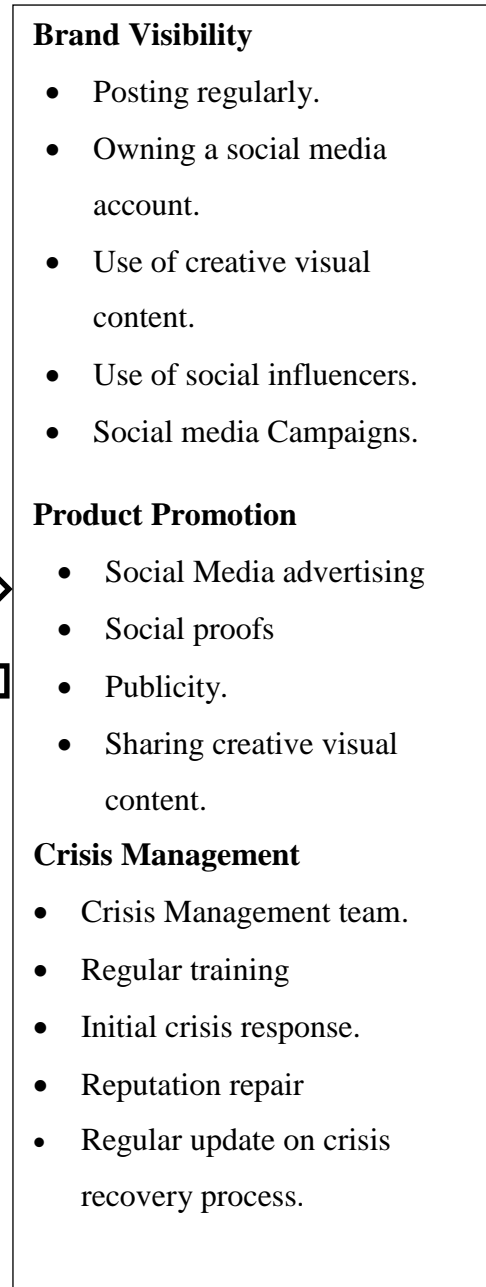 Brand Visibility
• Posting regularly.
• Owning a social media
account.
• Use of creative visual
content.
• Use of social influencers.
• Social media Campaigns.
Product Promotion
• Social Media advertising
• Social proofs
• Publicity.
• Sharing creative visual
content.
Crisis Management
• Crisis Management team.
• Regular training
• Initial crisis response.
• Reputation repair
• Regular update on crisis
recovery process.